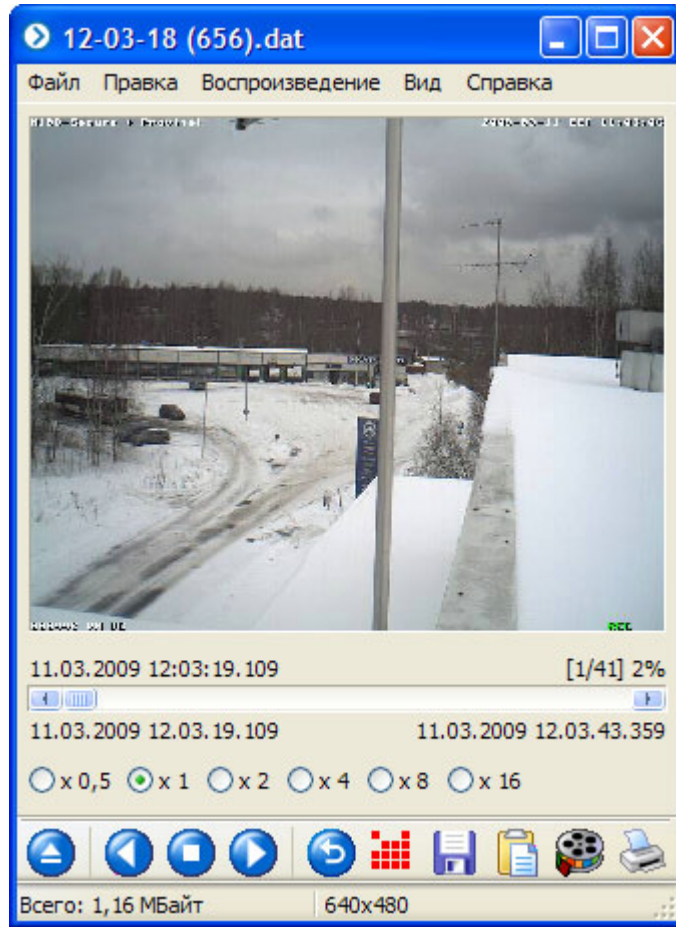 12-03-18 (656).dat
Файл Правка Воспроизведение Вид Справка
11.03.2009 12:03:19.109 [1/41] 2%
11.03.2009 12.03.19.109 11.03.2009 12.03.43.359
x 0,5 x 1 x 2 x 4 x 8 x 16
Всего: 1,16 МБайт 640x480